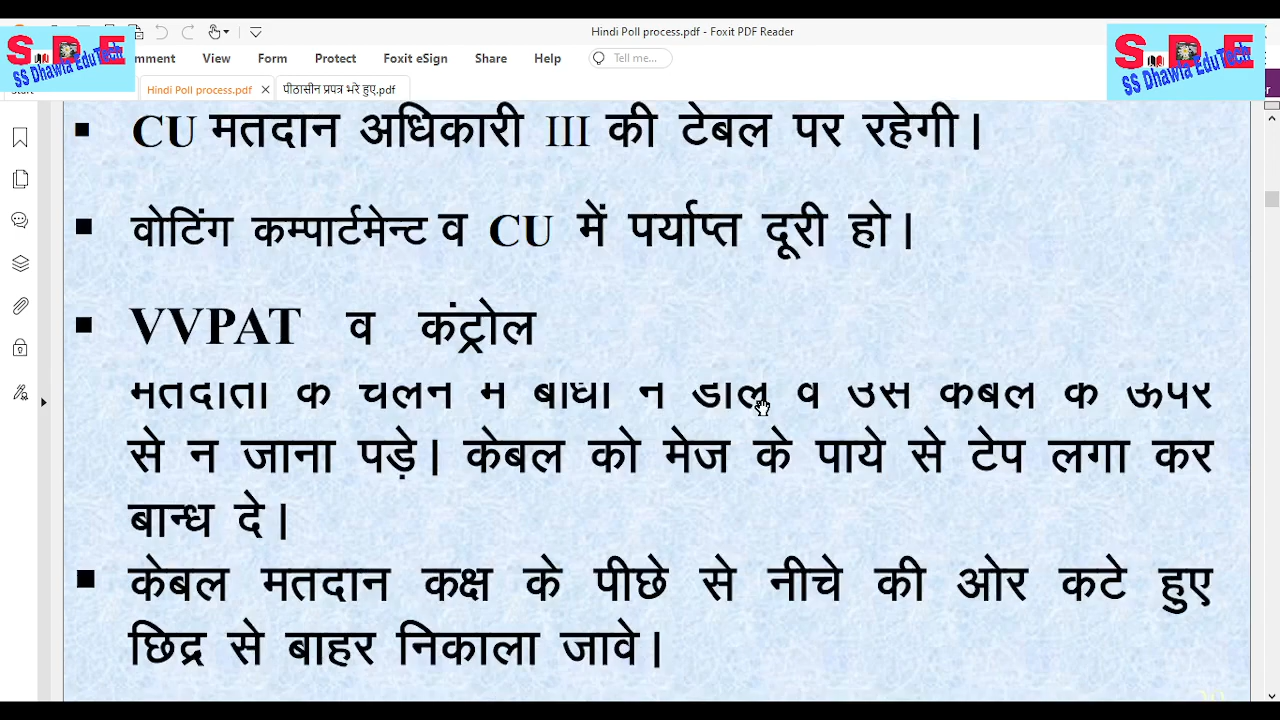 Hindi Poll process.pdf - Foxit PDF Reader
SPE
SS Dhawla EduTech
mment View Form Protect Foxit eSign Share Help Tell me...
SPE
SS Dhawla EduTech
Hindi Poll process.pdf पीठासीन प्रपत्र भरे हुए.pdf
▪ CU मतदान अधिकारी III की टेबल पर रहेगी।
▪ वोटिंग कम्पार्टमेन्ट व CU में पर्याप्त दूरी हो।
▪ VVPAT व कंट्रोल
मतदाता के चलने में बाधा न डाले व उसे केबल के ऊपर
से न जाना पड़े। केबल को मेज के पाये से टेप लगा कर
बान्ध दे।
▪ केबल मतदान कक्ष के पीछे से नीचे की ओर कटे हुए
छिद्र से बाहर निकाला जावे।